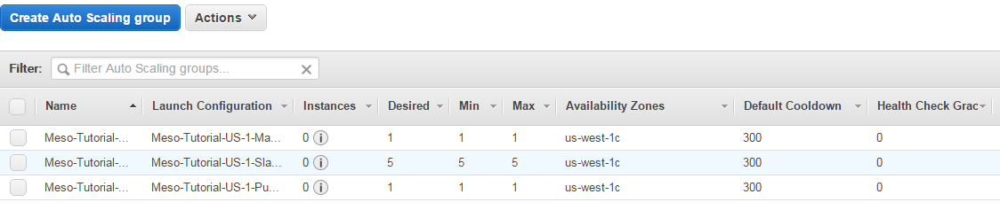 Create Auto Scaling group Actions
Filter: Filter Auto Scaling groups...
Name Launch Configuration Instances Desired Min Max Availability Zones Default Cooldown Health Check Grac
Meso-Tutorial-... Meso-Tutorial-US-1-Ma... 0 i 1 1 1 us-west-1c 300 0
Meso-Tutorial-... Meso-Tutorial-US-1-Sla... 0 i 5 5 5 us-west-1c 300 0
Meso-Tutorial-... Meso-Tutorial-US-1-Pu... 0 i 1 1 1 us-west-1c 300 0